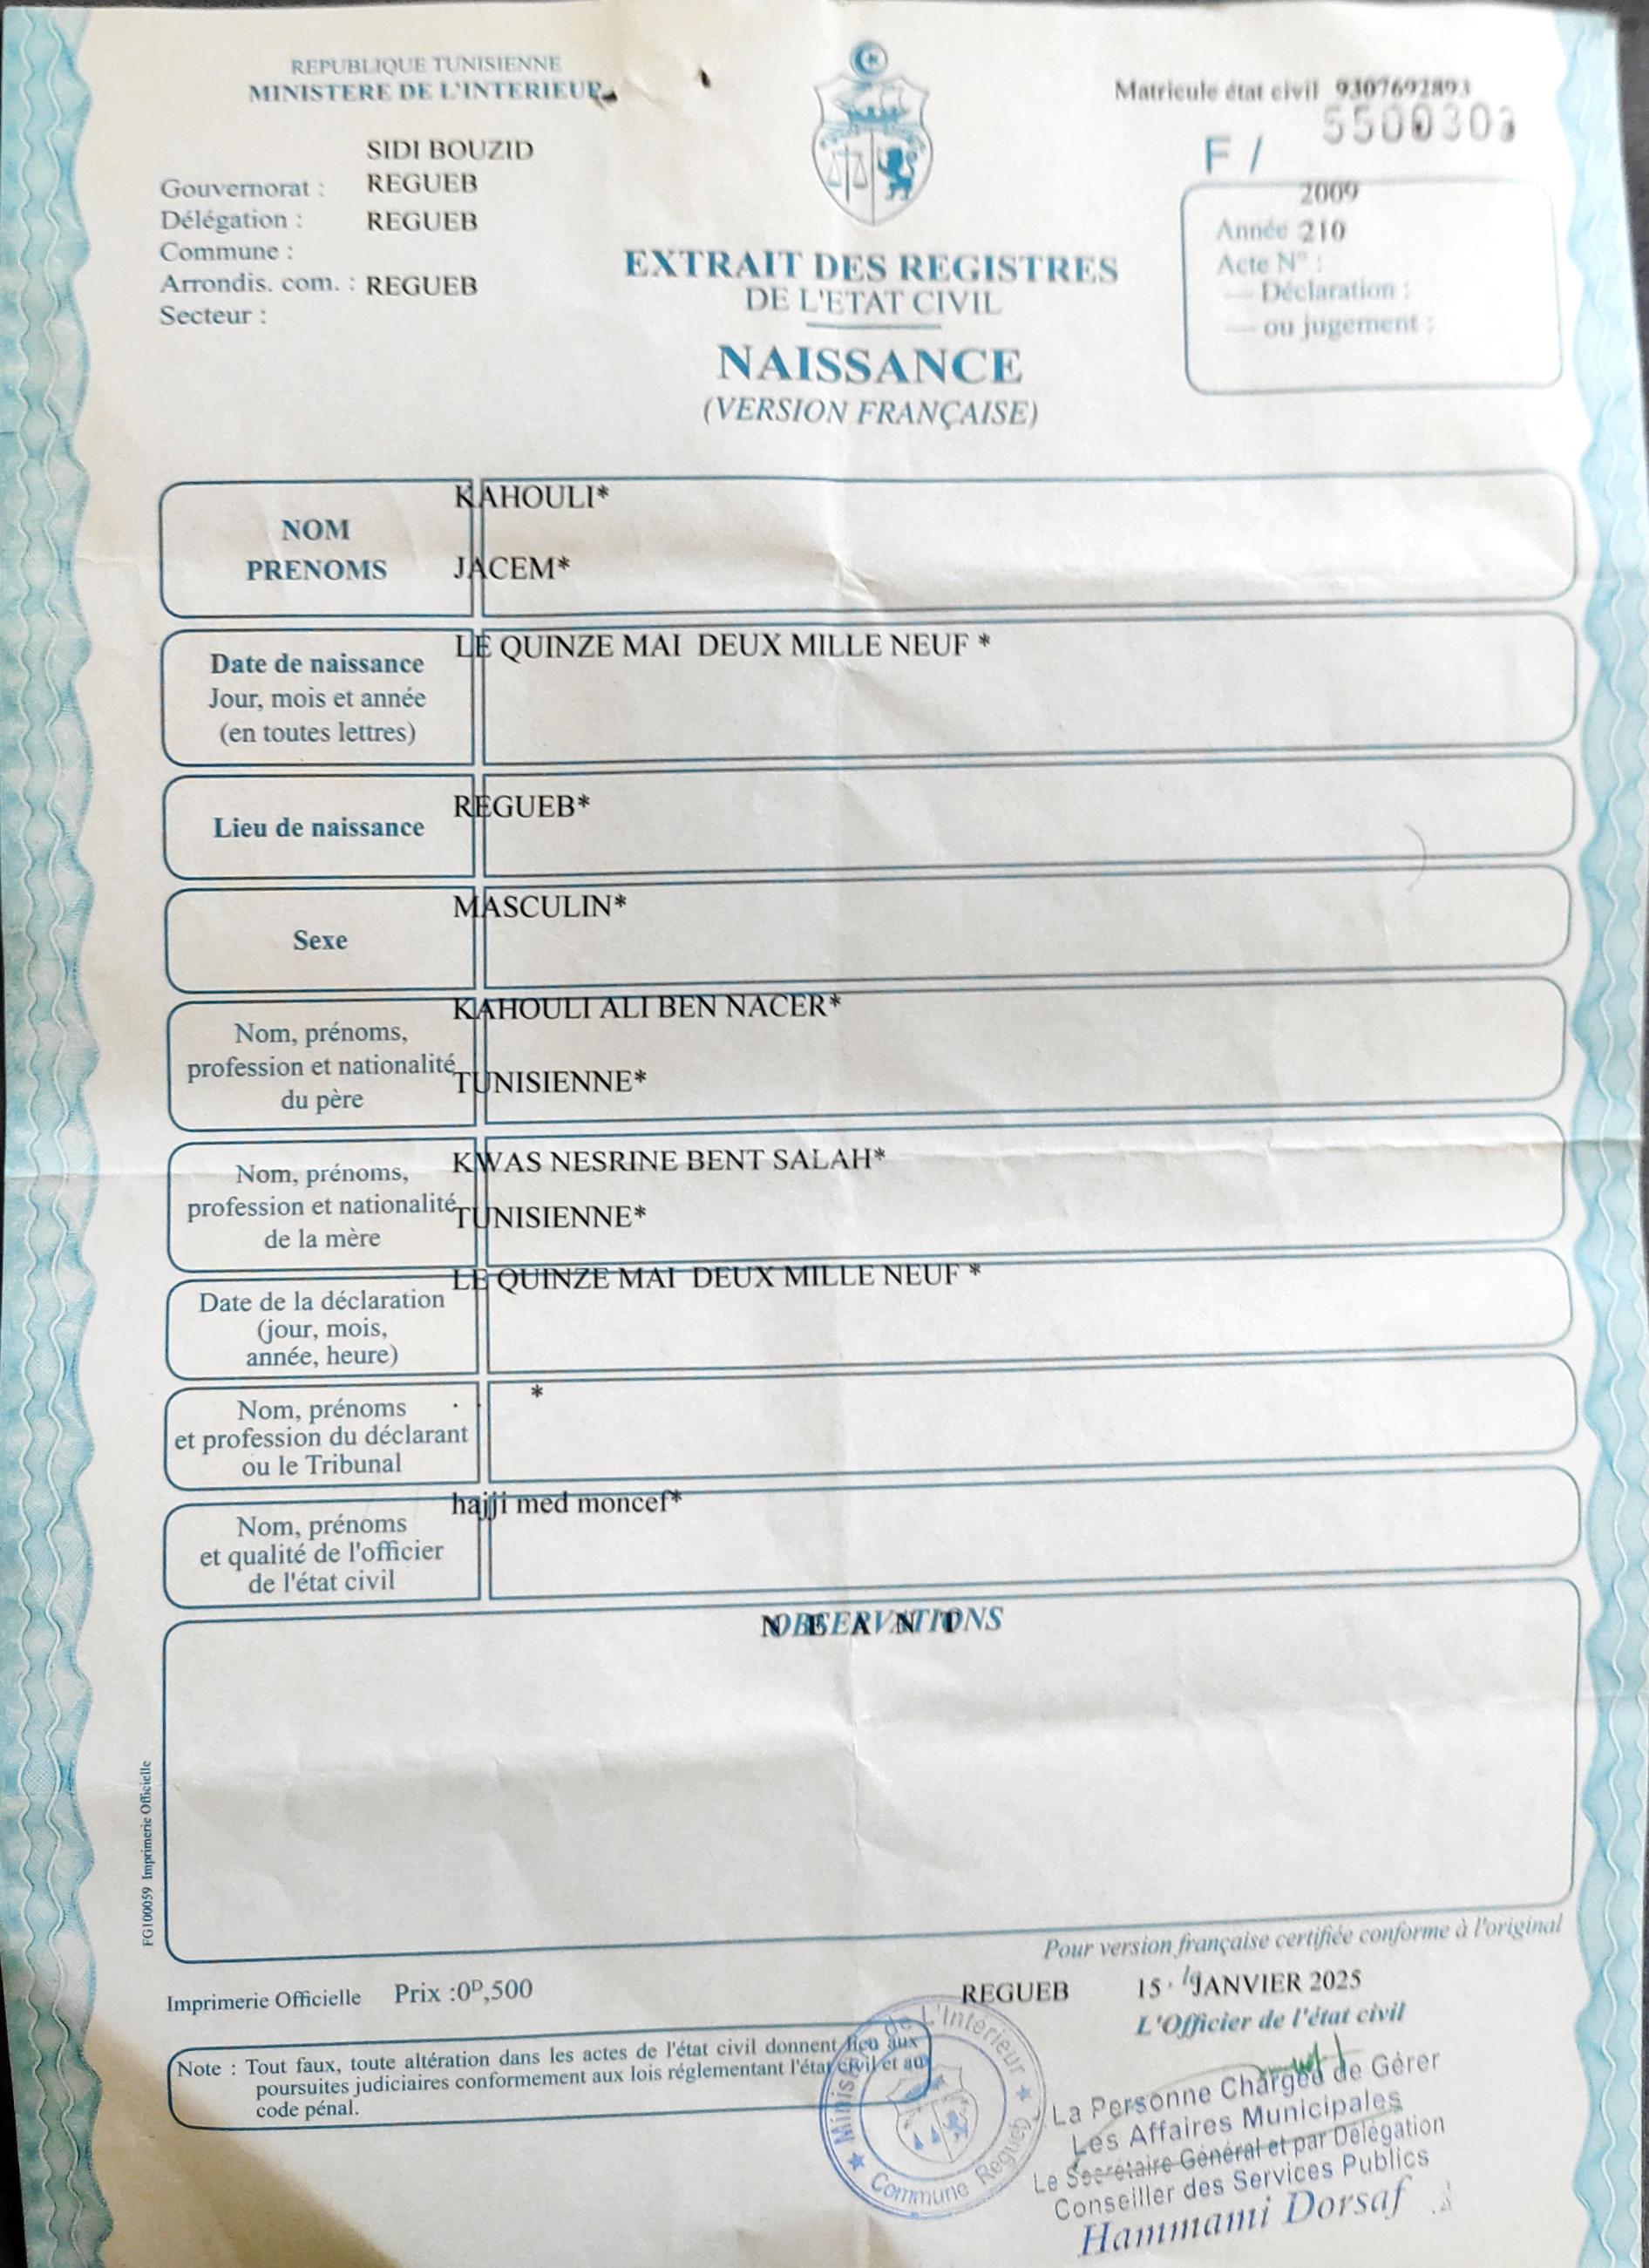 REPUBLIQUE TUNISIENNE
MINISTERE DE L'INTERIEUR
SIDI BOUZID
Gouvernorat : REGUEB
Délégation : REGUEB
Commune :
Arrondis. com. : REGUEB
Secteur :
EXTRAIT DES REGISTRES
DE L'ETAT CIVIL
NAISSANCE
(VERSION FRANÇAISE)
Matricule état civil 9307692893
F /
2009
Année 210
Acte N° :
— Déclaration :
— ou jugement :
KAHOULI*
NOM
PRENOMS JACEM*
LE QUINZE MAI DEUX MILLE NEUF *
Date de naissance
Jour, mois et année
(en toutes lettres)
REGUEB*
Lieu de naissance
MASCULIN*
Sexe
KAHOULI ALI BEN NACER*
Nom, prénoms,
profession et nationalité
TUNISIENNE*
du père
KWAS NESRINE BENT SALAH*
Nom, prénoms,
profession et nationalité
TUNISIENNE*
de la mère
LE QUINZE MAI DEUX MILLE NEUF *
Date de la déclaration
(jour, mois,
année, heure)
*
Nom, prénoms
et profession du déclarant
ou le Tribunal
hajji med moncef*
Nom, prénoms
et qualité de l'officier
de l'état civil
OBSERVATIONS
N E A N T
FG100059 Imprimerie Officielle
Pour version française certifiée conforme à l'original
Imprimerie Officielle Prix :0D,500
REGUEB 15 le JANVIER 2025
L'Officier de l'état civil
Note : Tout faux, toute altération dans les actes de l'état civil donnent lieu aux
poursuites judiciaires conformement aux lois réglementant l'état civil et au
code pénal.
Ministère de L'Intérieur
Commune Regueb
La Personne Chargée de Gérer
Les Affaires Municipales
Le Secrétaire Général et par Délégation
Conseiller des Services Publics
Hammami Dorsaf